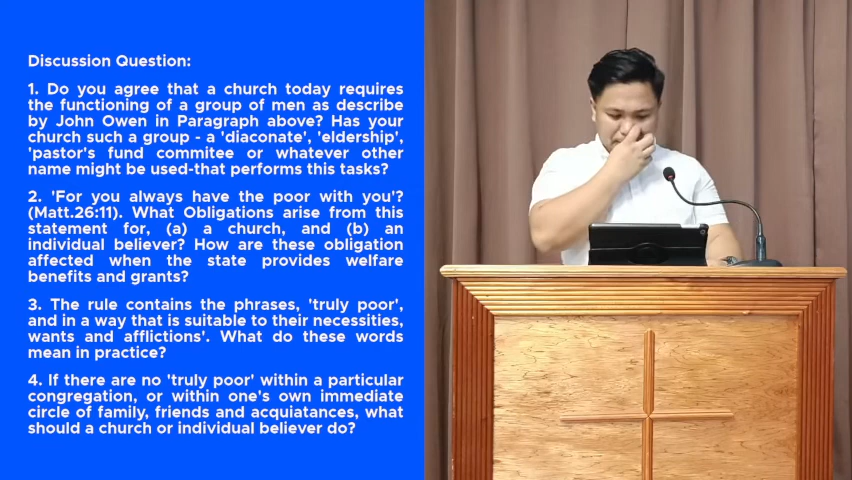 Discussion Question:
1. Do you agree that a church today requires
the functioning of a group of men as describe
by John Owen in Paragraph above? Has your
church such a group - a 'diaconate', 'eldership',
'pastor's fund commitee or whatever other
name might be used-that performs this tasks?
2. 'For you always have the poor with you'?
(Matt.26:11). What Obligations arise from this
statement for, (a) a church, and (b) an
individual believer? How are these obligation
affected when the state provides welfare
benefits and grants?
3. The rule contains the phrases, 'truly poor',
and in a way that is suitable to their necessities,
wants and afflictions'. What do these words
mean in practice?
4. If there are no 'truly poor' within a particular
congregation, or within one's own immediate
circle of family, friends and acquiatances, what
should a church or individual believer do?